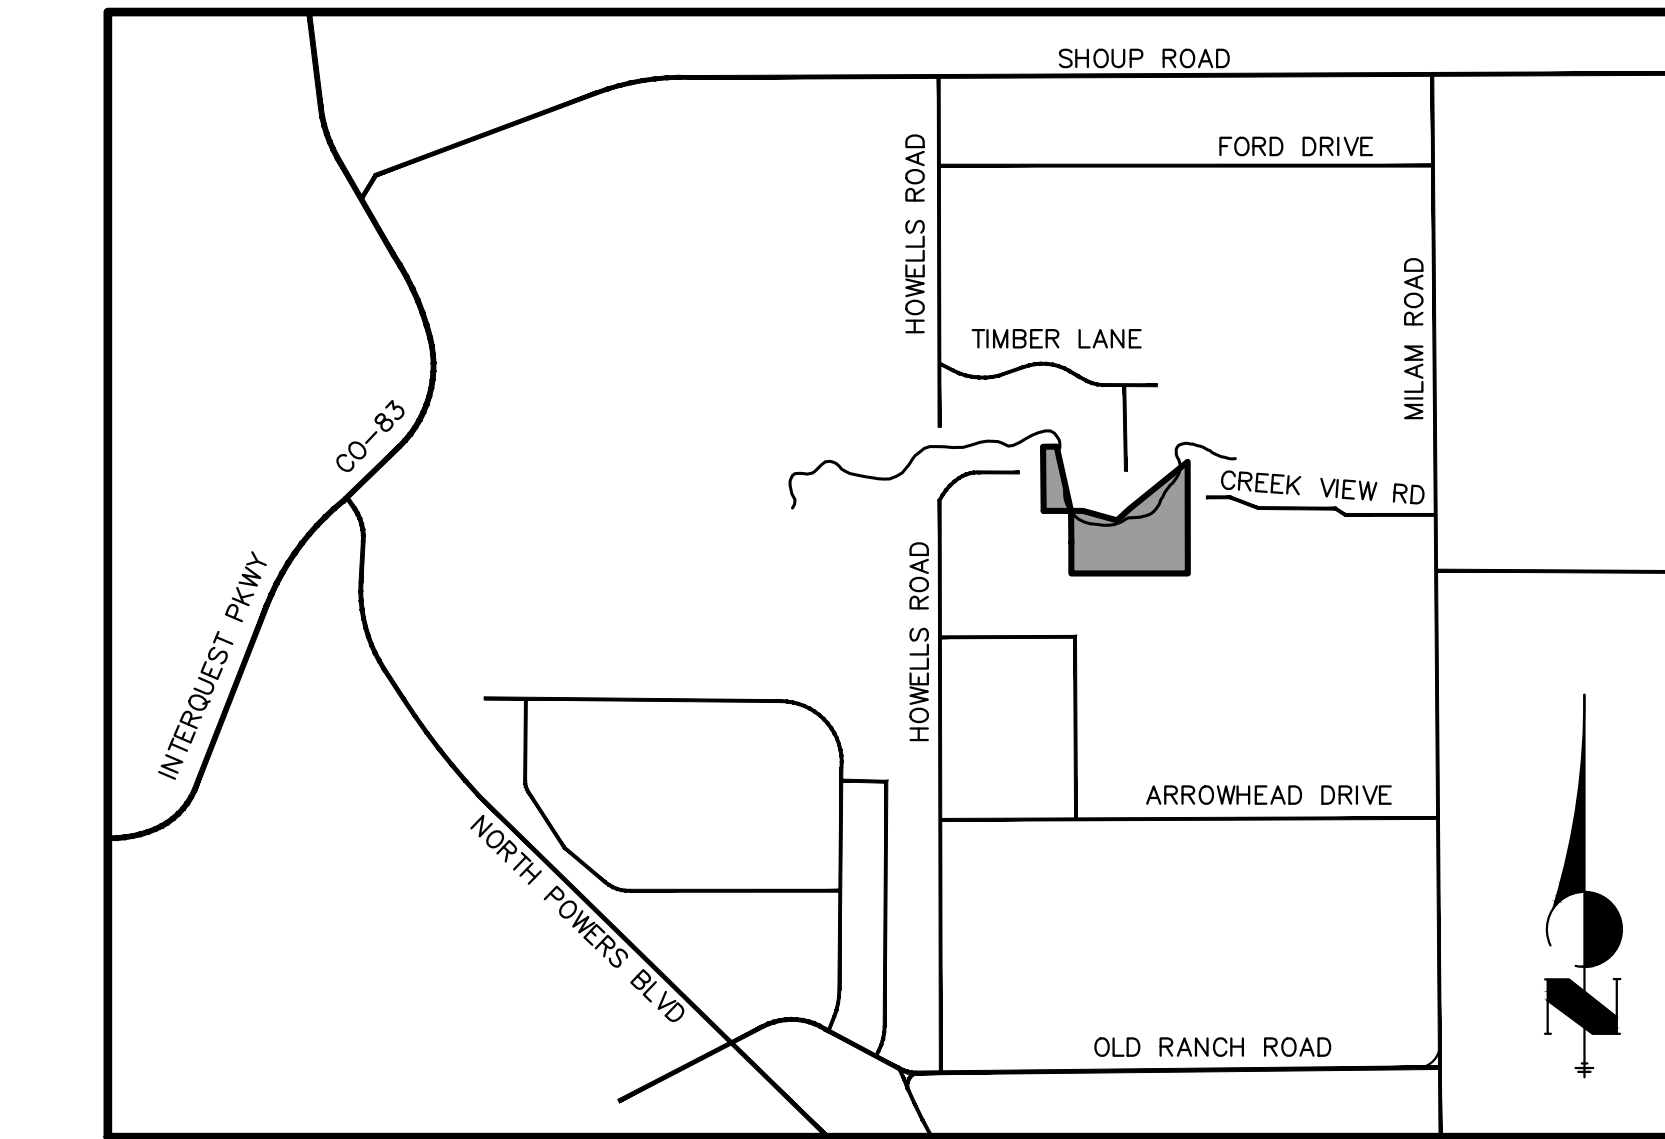 SHOUP ROAD
FORD DRIVE
HOWELLS ROAD
MILAM ROAD
TIMBER LANE
CO-83
CREEK VIEW RD
INTERQUEST PKWY
HOWELLS ROAD
ARROWHEAD DRIVE
NORTH POWERS BLVD
OLD RANCH ROAD
N